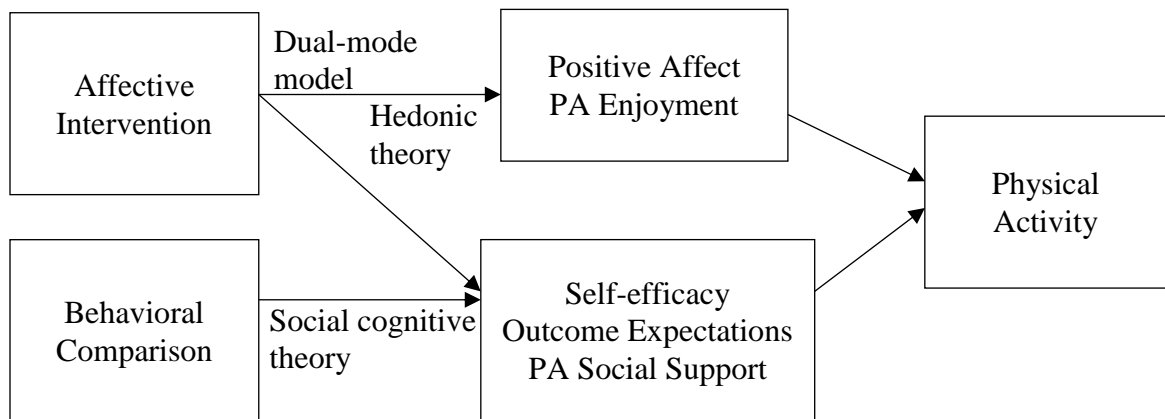 Affective
Intervention
Dual-mode
model
Hedonic
theory
Positive Affect
PA Enjoyment
Physical
Activity
Behavioral
Comparison
Social cognitive
theory
Self-efficacy
Outcome Expectations
PA Social Support